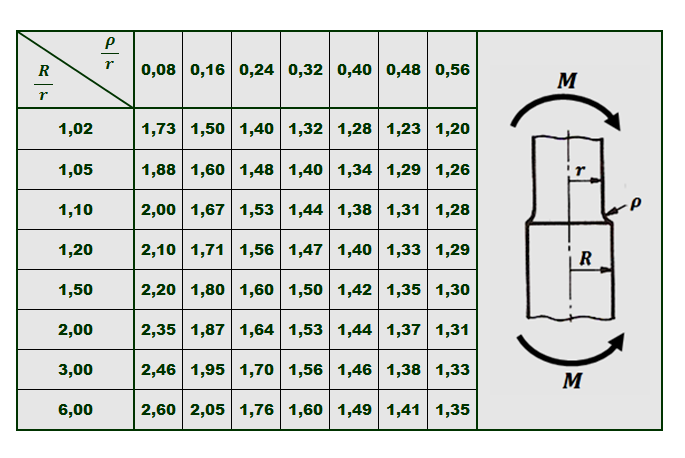 ρ/r
R/r
0,08 0,16 0,24 0,32 0,40 0,48 0,56
1,02 1,73 1,50 1,40 1,32 1,28 1,23 1,20
1,05 1,88 1,60 1,48 1,40 1,34 1,29 1,26
1,10 2,00 1,67 1,53 1,44 1,38 1,31 1,28
1,20 2,10 1,71 1,56 1,47 1,40 1,33 1,29
1,50 2,20 1,80 1,60 1,50 1,42 1,35 1,30
2,00 2,35 1,87 1,64 1,53 1,44 1,37 1,31
3,00 2,46 1,95 1,70 1,56 1,46 1,38 1,33
6,00 2,60 2,05 1,76 1,60 1,49 1,41 1,35
M
r
ρ
R
M